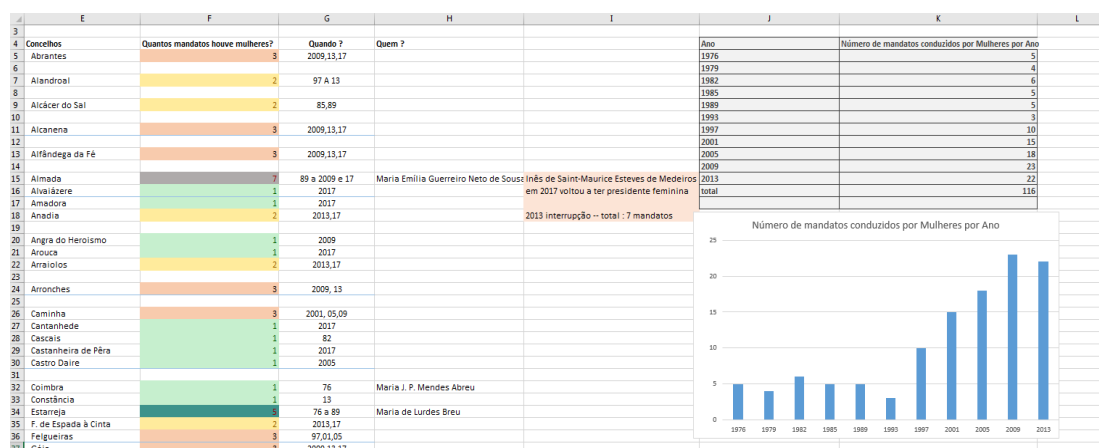 E F G H I J K L
3
4 Concelhos Quantos mandatos houve mulheres? Quando ? Quem ? Ano Número de mandatos conduzidos por Mulheres por Ano
5 Abrantes 3 2009,13,17 1976 5
6 1979 4
7 Alandroal 2 97 A 13 1982 6
8 1985 5
9 Alcácer do Sal 2 85,89 1989 5
10 1993 3
11 Alcanena 3 2009,13,17 1997 10
12 2001 15
13 Alfândega da Fé 3 2009,13,17 2005 18
14 2009 23
15 Almada 7 89 a 2009 e 17 Maria Emília Guerreiro Neto de Sousa Inês de Saint-Maurice Esteves de Medeiros 2013 22
16 Alvaiázere 1 2017 em 2017 voltou a ter presidente feminina total 116
17 Amadora 1 2017
18 Anadia 2 2013,17 2013 interrupção -- total : 7 mandatos
19
20 Angra do Heroismo 1 2009
21 Arouca 1 2017
22 Arraiolos 2 2013,17
23
24 Arronches 3 2009, 13
25
26 Caminha 3 2001, 05,09
27 Cantanhede 1 2017
28 Cascais 1 82
29 Castanheira de Pêra 1 2017
30 Castro Daire 1 2005
31
32 Coimbra 1 76 Maria J. P. Mendes Abreu
33 Constância 1 13
34 Estarreja 5 76 a 89 Maria de Lurdes Breu
35 F. de Espada à Cinta 2 2013,17
36 Felgueiras 3 97,01,05
Número de mandatos conduzidos por Mulheres por Ano
25
20
15
10
5
0
1976 1979 1982 1985 1989 1993 1997 2001 2005 2009 2013